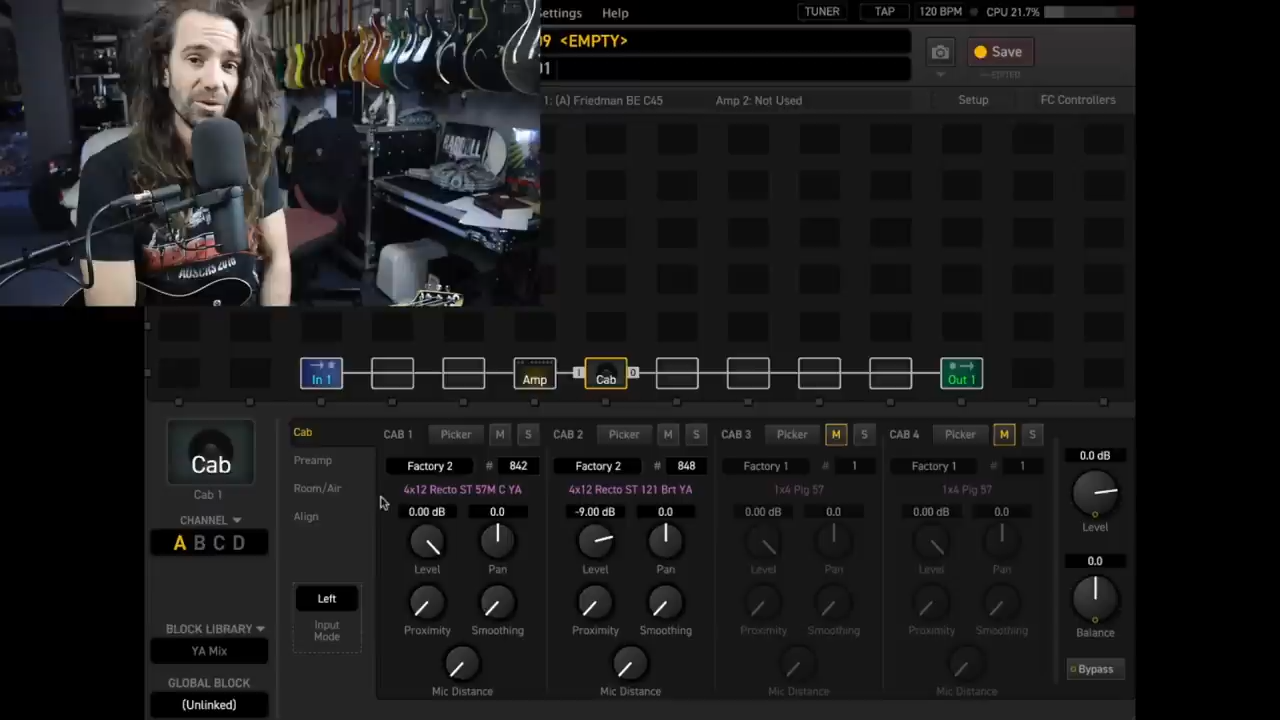 Settings Help TUNER TAP 120 BPM CPU 21.7%
09 <EMPTY>
Save
EDITED
1: (A) Friedman BE C45 Amp 2: Not Used Setup FC Controllers
RAGDOLL
AUSCRS 2016
In 1 Amp I Cab D Out 1
Cab
Cab 1
CHANNEL
A B C D
BLOCK LIBRARY
YA Mix
GLOBAL BLOCK
(Unlinked)
Cab
Preamp
Room/Air
Align
Left
Input
Mode
CAB 1 Picker M S CAB 2 Picker M S CAB 3 Picker M S CAB 4 Picker M S
Factory 2 # 842 Factory 2 # 848 Factory 1 # 1 Factory 1 # 1
4x12 Recto ST 57M C YA 4x12 Recto ST 121 Brt YA 1x4 Pig 57 1x4 Pig 57
0.00 dB 0.0 -9.00 dB 0.0 0.00 dB 0.0 0.00 dB 0.0
Level Pan Level Pan Level Pan Level Pan
Proximity Smoothing Proximity Smoothing Proximity Smoothing Proximity Smoothing
Mic Distance Mic Distance Mic Distance Mic Distance
0.0 dB
Level
0.0
Balance
Bypass